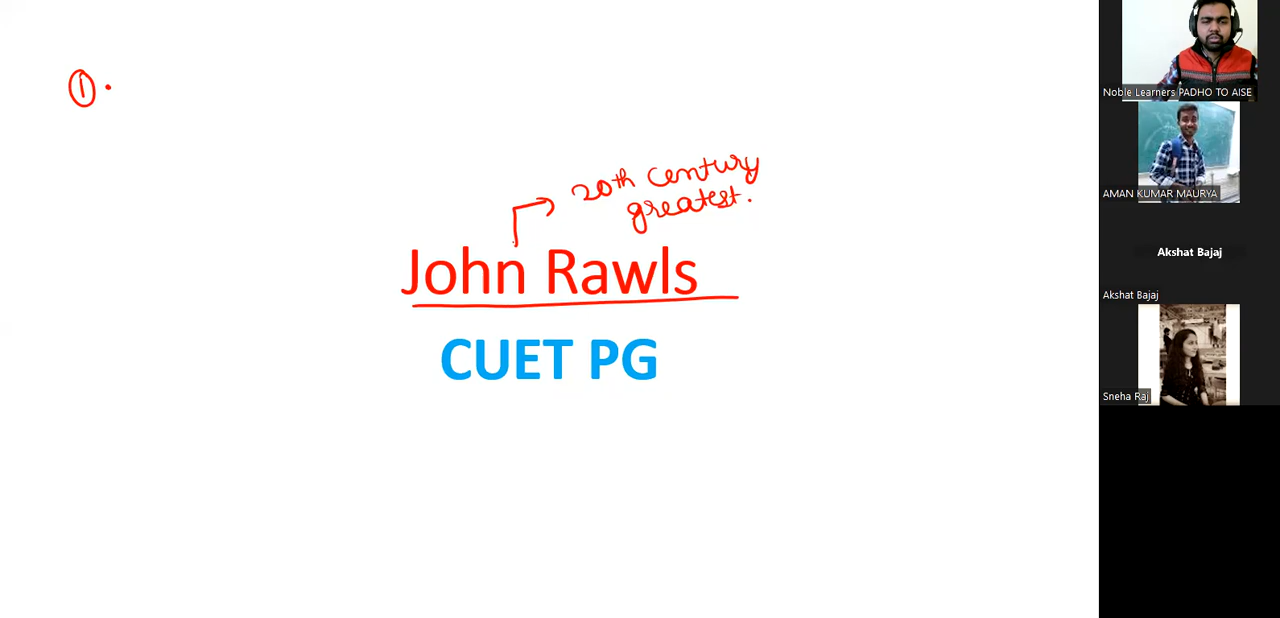 ①.
20th century
greatest.
John Rawls
CUET PG
Noble Learners PADHO TO AISE
AMAN KUMAR MAURYA
Akshat Bajaj
Akshat Bajaj
Sneha Raj